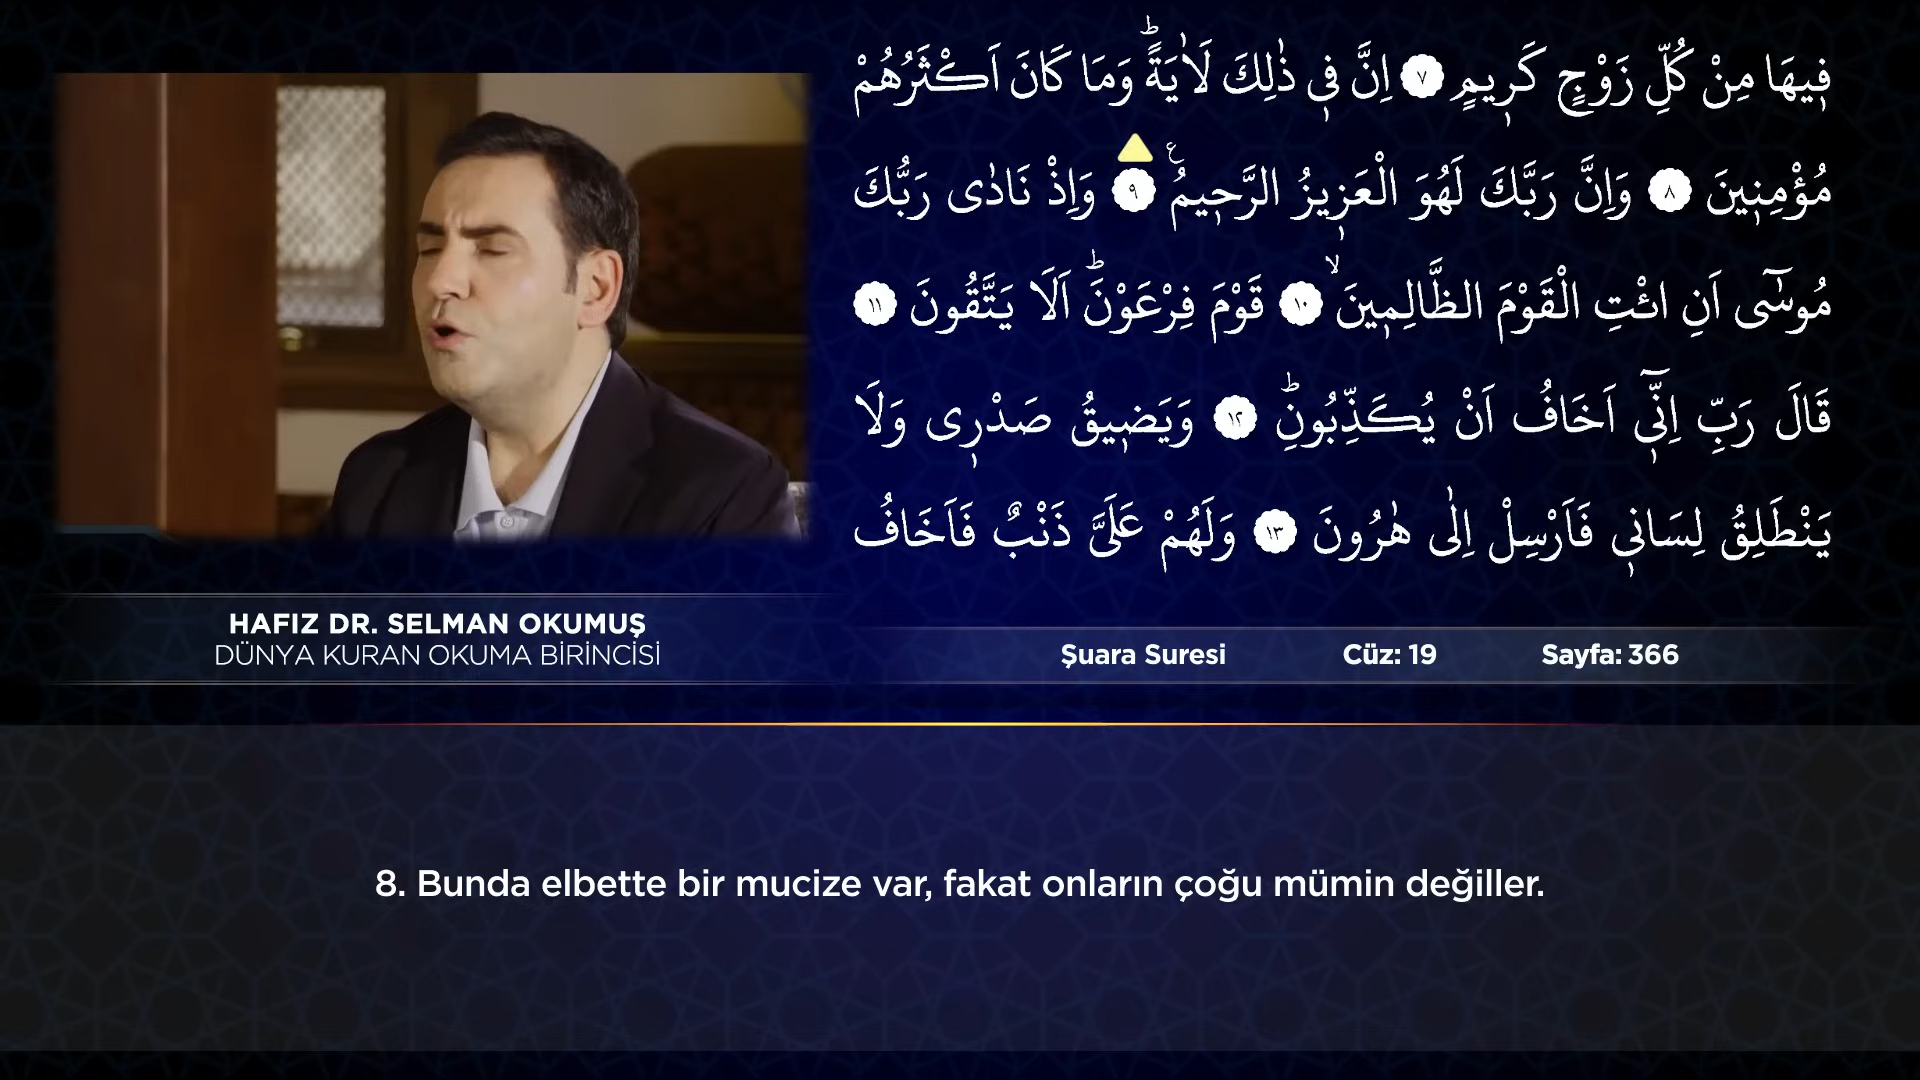 فٖيهَا مِنْ كُلِّ زَوْجٍ كَرٖيمٍ ﴿٧﴾ اِنَّ فٖي ذٰلِكَ لَاٰيَةًؕ وَمَا كَانَ اَكْثَرُهُمْ
مُؤْمِنٖينَ ﴿٨﴾ وَاِنَّ رَبَّكَ لَهُوَ الْعَزٖيزُ الرَّحٖيمُࣖ ﴿٩﴾ وَاِذْ نَادٰى رَبُّكَ
مُوسٰٓى اَنِ ائْتِ الْقَوْمَ الظَّالِمٖينَۙ ﴿١٠﴾ قَوْمَ فِرْعَوْنَؕ اَلَا يَتَّقُونَ ﴿١١﴾
قَالَ رَبِّ اِنّٖٓي اَخَافُ اَنْ يُكَذِّبُونِؕ ﴿١٢﴾ وَيَضٖيقُ صَدْرٖى وَلَا
يَنْطَلِقُ لِسَانٖي فَاَرْسِلْ اِلٰى هٰرُونَ ﴿١٣﴾ وَلَهُمْ عَلَيَّ ذَنْبٌ فَاَخَافُ
HAFIZ DR. SELMAN OKUMUŞ
DÜNYA KURAN OKUMA BİRİNCİSİ
Şuara Suresi Cüz: 19 Sayfa: 366
8. Bunda elbette bir mucize var, fakat onların çoğu mümin değiller.